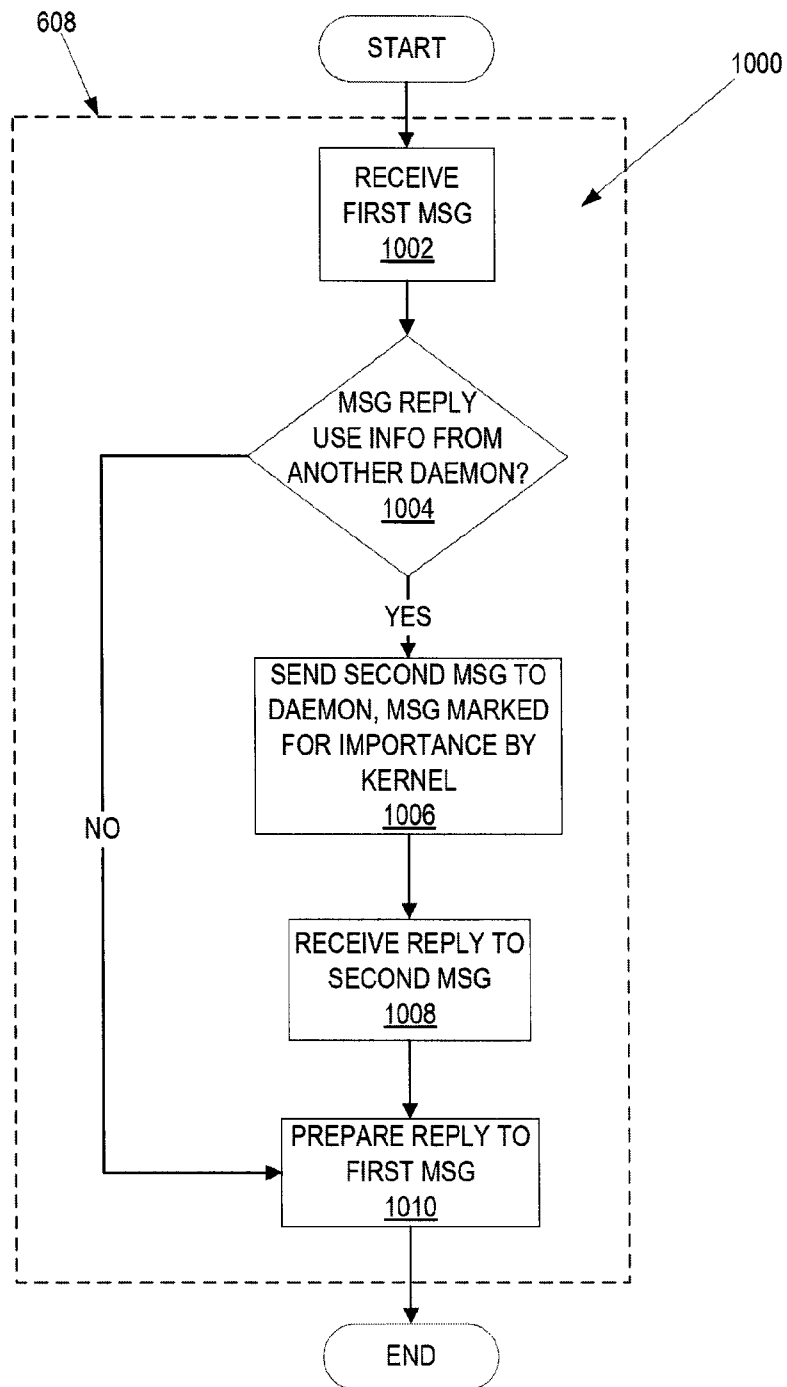 608
START
1000
RECEIVE
FIRST MSG
1002
MSG REPLY
USE INFO FROM
ANOTHER DAEMON?
1004
YES
SEND SECOND MSG TO
DAEMON, MSG MARKED
FOR IMPORTANCE BY
KERNEL
1006
NO
RECEIVE REPLY TO
SECOND MSG
1008
PREPARE REPLY TO
FIRST MSG
1010
END